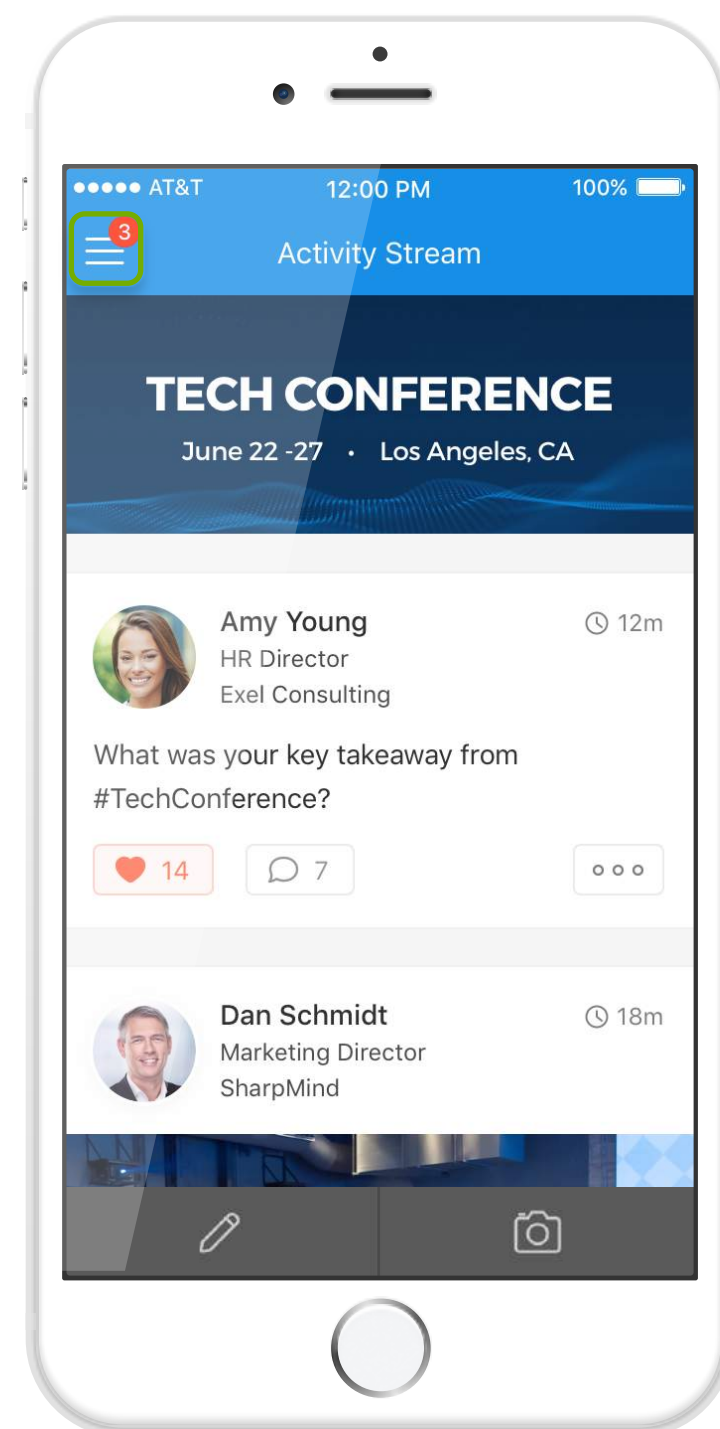 AT&T 12:00 PM 100%
3
Activity Stream
TECH CONFERENCE
June 22 -27 · Los Angeles, CA
Amy Young 12m
HR Director
Exel Consulting
What was your key takeaway from
#TechConference?
14 7
Dan Schmidt 18m
Marketing Director
SharpMind